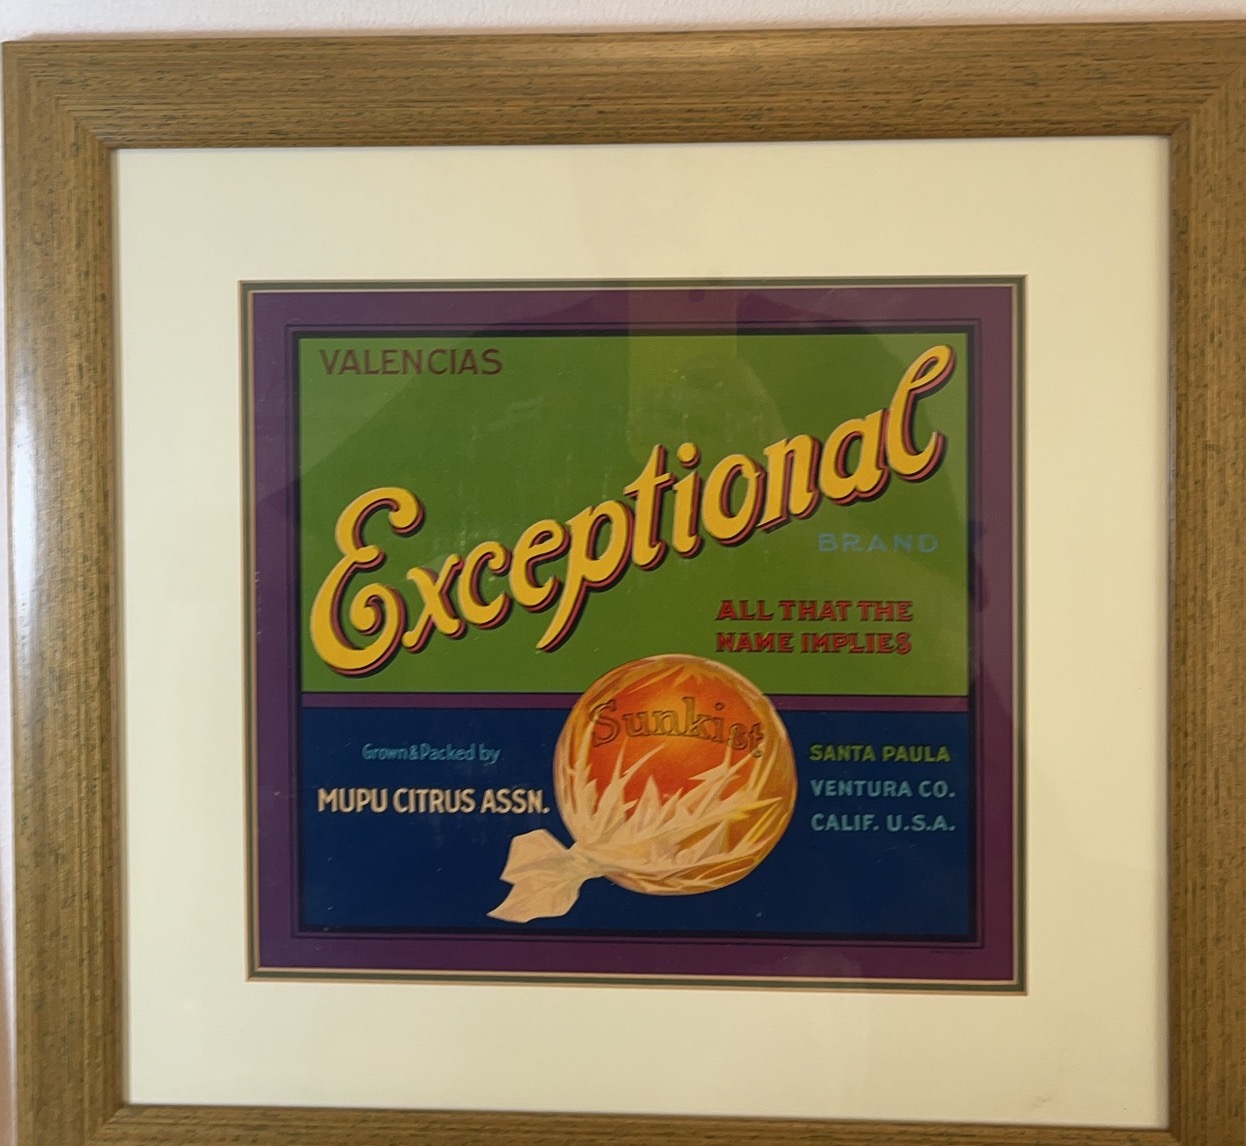 VALENCIAS
Exceptional
BRAND
ALL THAT THE
NAME IMPLIES
Sunkist
Grown & Packed by
MUPU CITRUS ASSN.
SANTA PAULA
VENTURA CO.
CALIF. U.S.A.